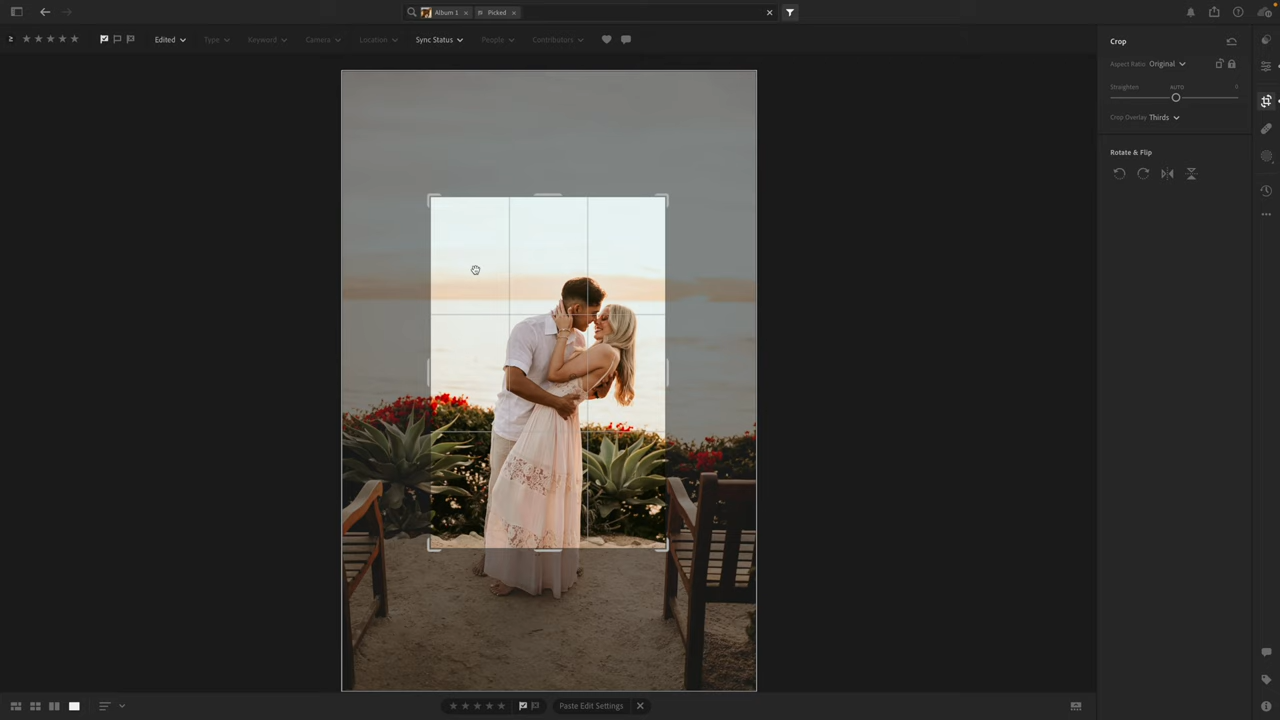 Album 1 Picked
≥ Edited Type Keyword Camera Location Sync Status People Contributors
Crop
Aspect Ratio Original
Straighten AUTO 0
Crop Overlay Thirds
Rotate & Flip
Paste Edit Settings